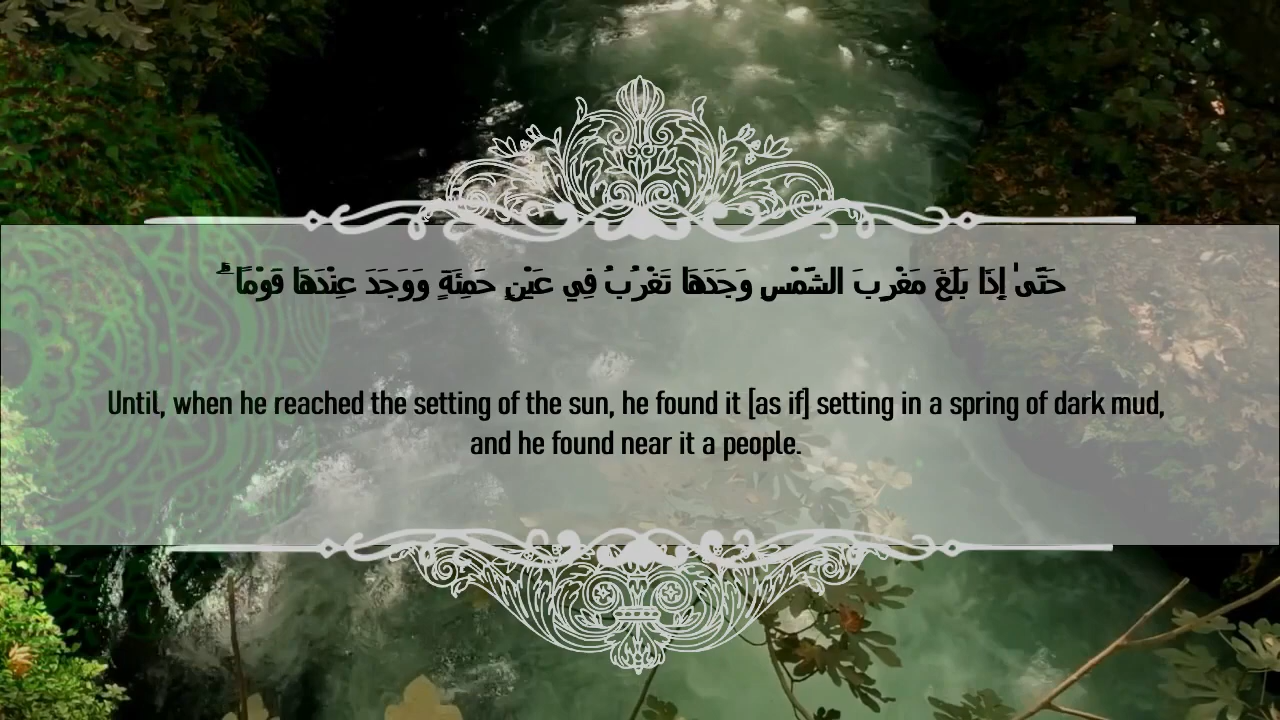 حَتَّىٰ إِذَا بَلَغَ مَغْرِبَ الشَّمْسِ وَجَدَهَا تَغْرُبُ فِي عَيْنٍ حَمِئَةٍ وَوَجَدَ عِنْدَهَا قَوْمًا ۗ
Until, when he reached the setting of the sun, he found it [as if] setting in a spring of dark mud,
and he found near it a people.